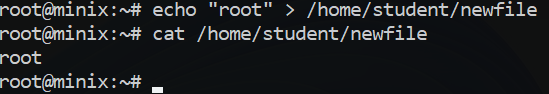 root@minix:~# echo "root" > /home/student/newfile
root@minix:~# cat /home/student/newfile
root
root@minix:~#